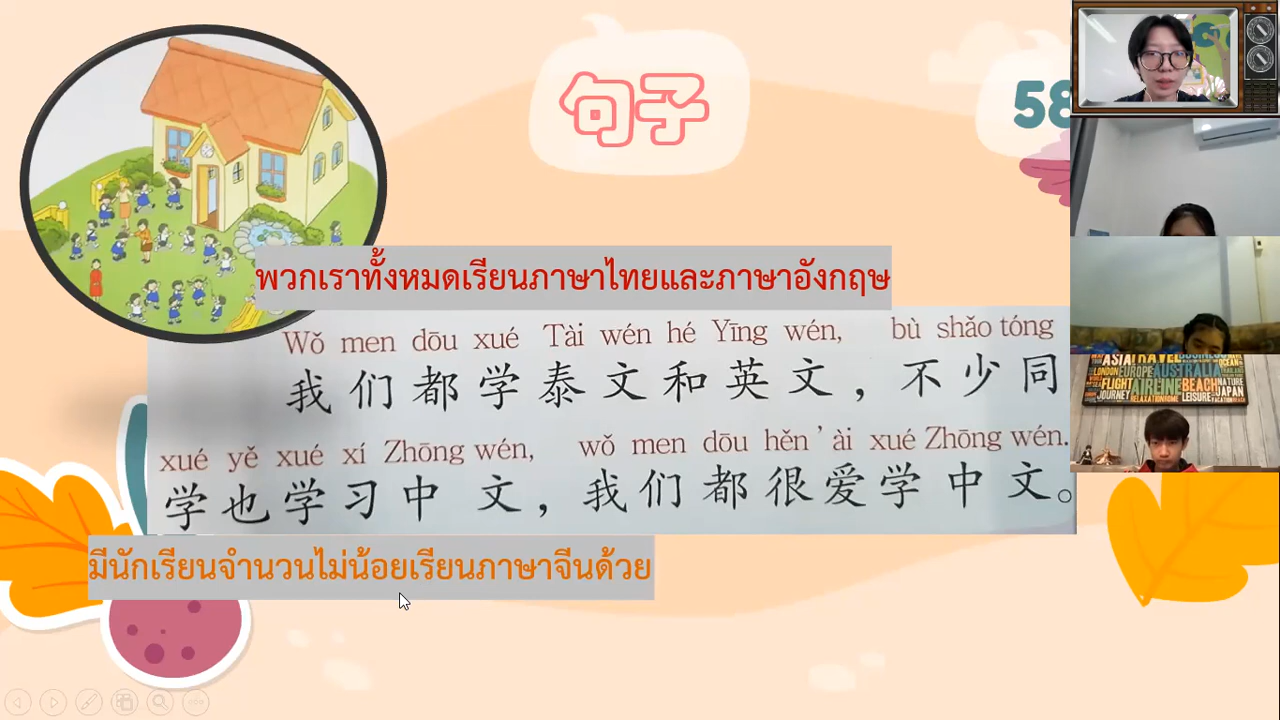 句子
58
พวกเราทั้งหมดเรียนภาษาไทยและภาษาอังกฤษ
Wǒ men dōu xué Tài wén hé Yīng wén, bù shǎo tóng
我们都学泰文和英文，不少同
xué yě xué xí Zhōng wén, wǒ men dōu hěn'ài xué Zhōng wén.
学也学习中文，我们都很爱学中文。
มีนักเรียนจำนวนไม่น้อยเรียนภาษาจีนด้วย
ASIA TRAVEL
LONDON EUROPE AUSTRALIA
FLIGHT AIRLINE BEACH NATURE
JOURNEY RELAXATION LEISURE JAPAN